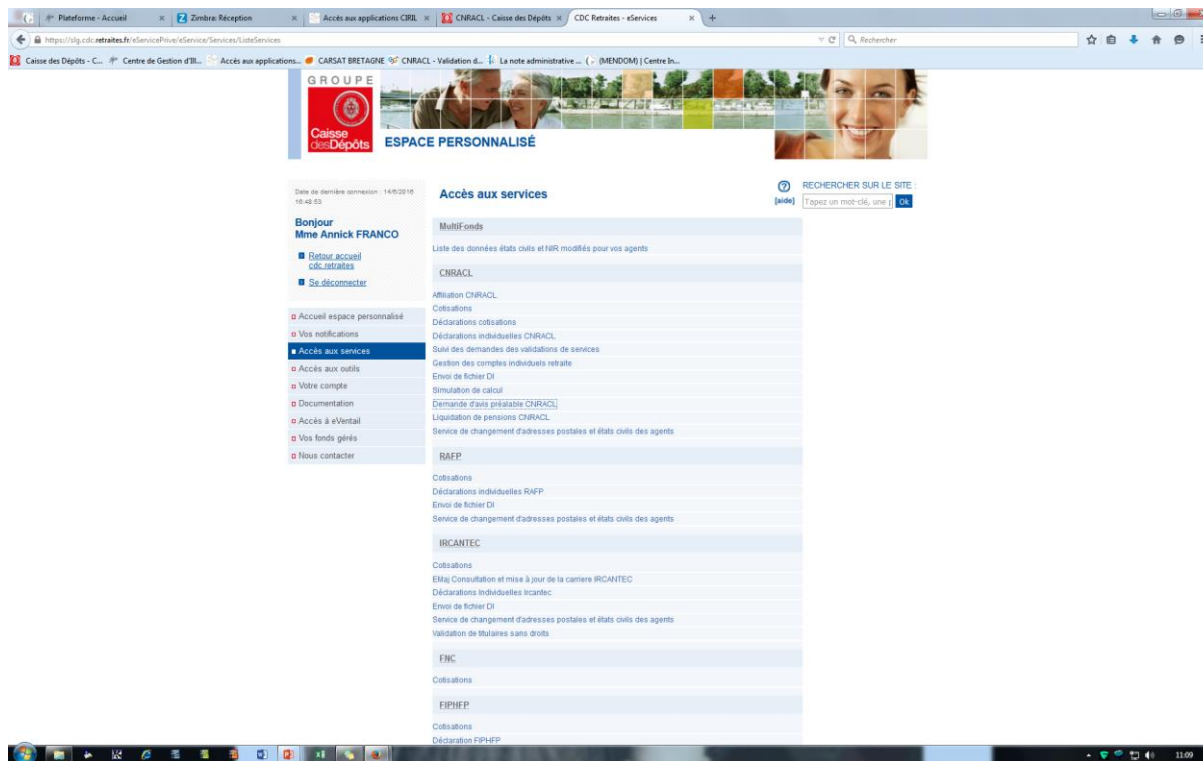 Plateforme - Accueil
Zimbra: Réception
Accès aux applications CIRIL
CNRACL - Caisse des Dépôts
CDC Retraites - eServices
https://slg.cdc.retraites.fr/eServicePrive/eService/Services/ListeServices
Rechercher
Caisse des Dépôts - C...
Centre de Gestion d'Ill...
Accès aux applications...
CARSAT BRETAGNE
CNRACL - Validation d...
La note administrative ...
(MENDOM) | Centre In...
GROUPE
Caisse
desDépôts
ESPACE PERSONNALISÉ
Date de dernière connexion : 14/6/2016
16:48:53
Bonjour
Mme Annick FRANCO
Retour accueil
cdc retraites
Se déconnecter
Accueil espace personnalisé
Vos notifications
Accès aux services
Accès aux outils
Votre compte
Documentation
Accès à eVentail
Vos fonds gérés
Nous contacter
Accès aux services
[aide]
RECHERCHER SUR LE SITE :
Tapez un mot-clé, une
Ok
MultiFonds
Liste des données états civils et NIR modifiés pour vos agents
CNRACL
Affiliation CNRACL
Cotisations
Déclarations cotisations
Déclarations individuelles CNRACL
Suivi des demandes des validations de services
Gestion des comptes individuels retraite
Envoi de fichier DI
Simulation de calcul
Demande d'avis préalable CNRACL
Liquidation de pensions CNRACL
Service de changement d'adresses postales et états civils des agents
RAFP
Cotisations
Déclarations individuelles RAFP
Envoi de fichier DI
Service de changement d'adresses postales et états civils des agents
IRCANTEC
Cotisations
EMaj Consultation et mise à jour de la carriere IRCANTEC
Déclarations Individuelles Ircantec
Envoi de fichier DI
Service de changement d'adresses postales et états civils des agents
Validation de titulaires sans droits
FNC
Cotisations
FIPHFP
Cotisations
Déclaration FIPHFP
11:09